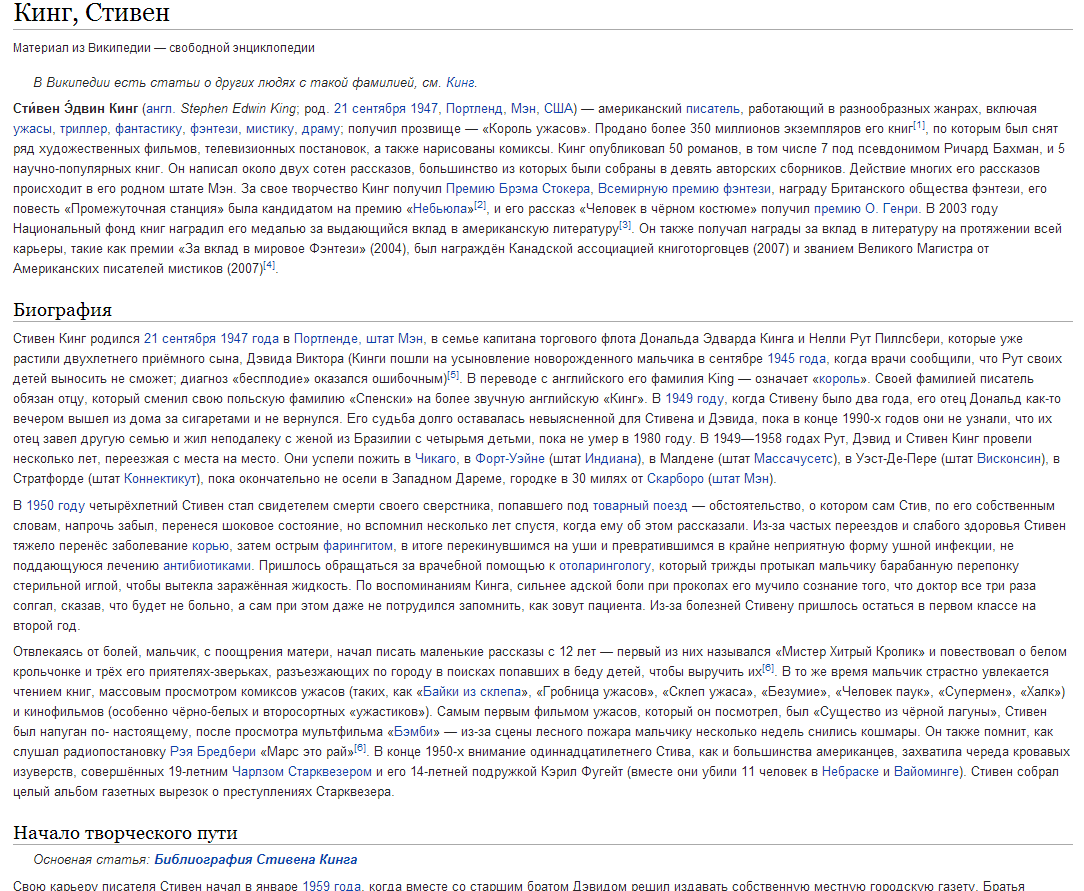 Кинг, Стивен
Материал из Википедии — свободной энциклопедии
В Википедии есть статьи о других людях с такой фамилией, см. Кинг.
Сти́вен Э́двин Кинг (англ. Stephen Edwin King; род. 21 сентября 1947, Портленд, Мэн, США) — американский писатель, работающий в разнообразных жанрах, включая
ужасы, триллер, фантастику, фэнтези, мистику, драму; получил прозвище — «Король ужасов». Продано более 350 миллионов экземпляров его книг[1], по которым был снят
ряд художественных фильмов, телевизионных постановок, а также нарисованы комиксы. Кинг опубликовал 50 романов, в том числе 7 под псевдонимом Ричард Бахман, и 5
научно-популярных книг. Он написал около двух сотен рассказов, большинство из которых были собраны в девять авторских сборников. Действие многих его рассказов
происходит в его родном штате Мэн. За свое творчество Кинг получил Премию Брэма Стокера, Всемирную премию фэнтези, награду Британского общества фэнтези, его
повесть «Промежуточная станция» была кандидатом на премию «Небьюла»[2], и его рассказ «Человек в чёрном костюме» получил премию О. Генри. В 2003 году
Национальный фонд книг наградил его медалью за выдающийся вклад в американскую литературу[3]. Он также получал награды за вклад в литературу на протяжении всей
карьеры, такие как премии «За вклад в мировое Фэнтези» (2004), был награждён Канадской ассоциацией книготорговцев (2007) и званием Великого Магистра от
Американских писателей мистиков (2007)[4].
Биография
Стивен Кинг родился 21 сентября 1947 года в Портленде, штат Мэн, в семье капитана торгового флота Дональда Эдварда Кинга и Нелли Рут Пиллсбери, которые уже
растили двухлетнего приёмного сына, Дэвида Виктора (Кинги пошли на усыновление новорожденного мальчика в сентябре 1945 года, когда врачи сообщили, что Рут своих
детей выносить не сможет; диагноз «бесплодие» оказался ошибочным)[5]. В переводе с английского его фамилия King — означает «король». Своей фамилией писатель
обязан отцу, который сменил свою польскую фамилию «Спенски» на более звучную английскую «Кинг». В 1949 году, когда Стивену было два года, его отец Дональд как-то
вечером вышел из дома за сигаретами и не вернулся. Его судьба долго оставалась невыясненной для Стивена и Дэвида, пока в конце 1990-х годов они не узнали, что их
отец завел другую семью и жил неподалеку с женой из Бразилии с четырьмя детьми, пока не умер в 1980 году. В 1949—1958 годах Рут, Дэвид и Стивен Кинг провели
несколько лет, переезжая с места на место. Они успели пожить в Чикаго, в Форт-Уэйне (штат Индиана), в Малдене (штат Массачусетс), в Уэст-Де-Пере (штат Висконсин), в
Стратфорде (штат Коннектикут), пока окончательно не осели в Западном Дареме, городке в 30 милях от Скарборо (штат Мэн).
В 1950 году четырёхлетний Стивен стал свидетелем смерти своего сверстника, попавшего под товарный поезд — обстоятельство, о котором сам Стив, по его собственным
словам, напрочь забыл, перенеся шоковое состояние, но вспомнил несколько лет спустя, когда ему об этом рассказали. Из-за частых переездов и слабого здоровья Стивен
тяжело перенёс заболевание корью, затем острым фарингитом, в итоге перекинувшимся на уши и превратившимся в крайне неприятную форму ушной инфекции, не
поддающуюся лечению антибиотиками. Пришлось обращаться за врачебной помощью к отоларингологу, который трижды протыкал мальчику барабанную перепонку
стерильной иглой, чтобы вытекла заражённая жидкость. По воспоминаниям Кинга, сильнее адской боли при проколах его мучило сознание того, что доктор все три раза
солгал, сказав, что будет не больно, а сам при этом даже не потрудился запомнить, как зовут пациента. Из-за болезней Стивену пришлось остаться в первом классе на
второй год.
Отвлекаясь от болей, мальчик, с поощрения матери, начал писать маленькие рассказы с 12 лет — первый из них назывался «Мистер Хитрый Кролик» и повествовал о белом
крольчонке и трёх его приятелях-зверьках, разъезжающих по городу в поисках попавших в беду детей, чтобы выручить их[6]. В то же время мальчик страстно увлекается
чтением книг, массовым просмотром комиксов ужасов (таких, как «Байки из склепа», «Гробница ужасов», «Склеп ужаса», «Безумие», «Человек паук», «Супермен», «Халк»)
и кинофильмов (особенно чёрно-белых и второсортных «ужастиков»). Самым первым фильмом ужасов, который он посмотрел, был «Существо из чёрной лагуны», Стивен
был напуган по- настоящему, после просмотра мультфильма «Бэмби» — из-за сцены лесного пожара мальчику несколько недель снились кошмары. Он также помнит, как
слушал радиопостановку Рэя Бредбери «Марс это рай»[6]. В конце 1950-х внимание одиннадцатилетнего Стива, как и большинства американцев, захватила череда кровавых
изуверств, совершённых 19-летним Чарлзом Старквезером и его 14-летней подружкой Кэрил Фугейт (вместе они убили 11 человек в Небраске и Вайоминге). Стивен собрал
целый альбом газетных вырезок о преступлениях Старквезера.
Начало творческого пути
Основная статья: Библиография Стивена Кинга
Свою карьеру писателя Стивен начал в январе 1959 года, когда вместе со старшим братом Дэвидом решил издавать собственную местную городскую газету. Братья